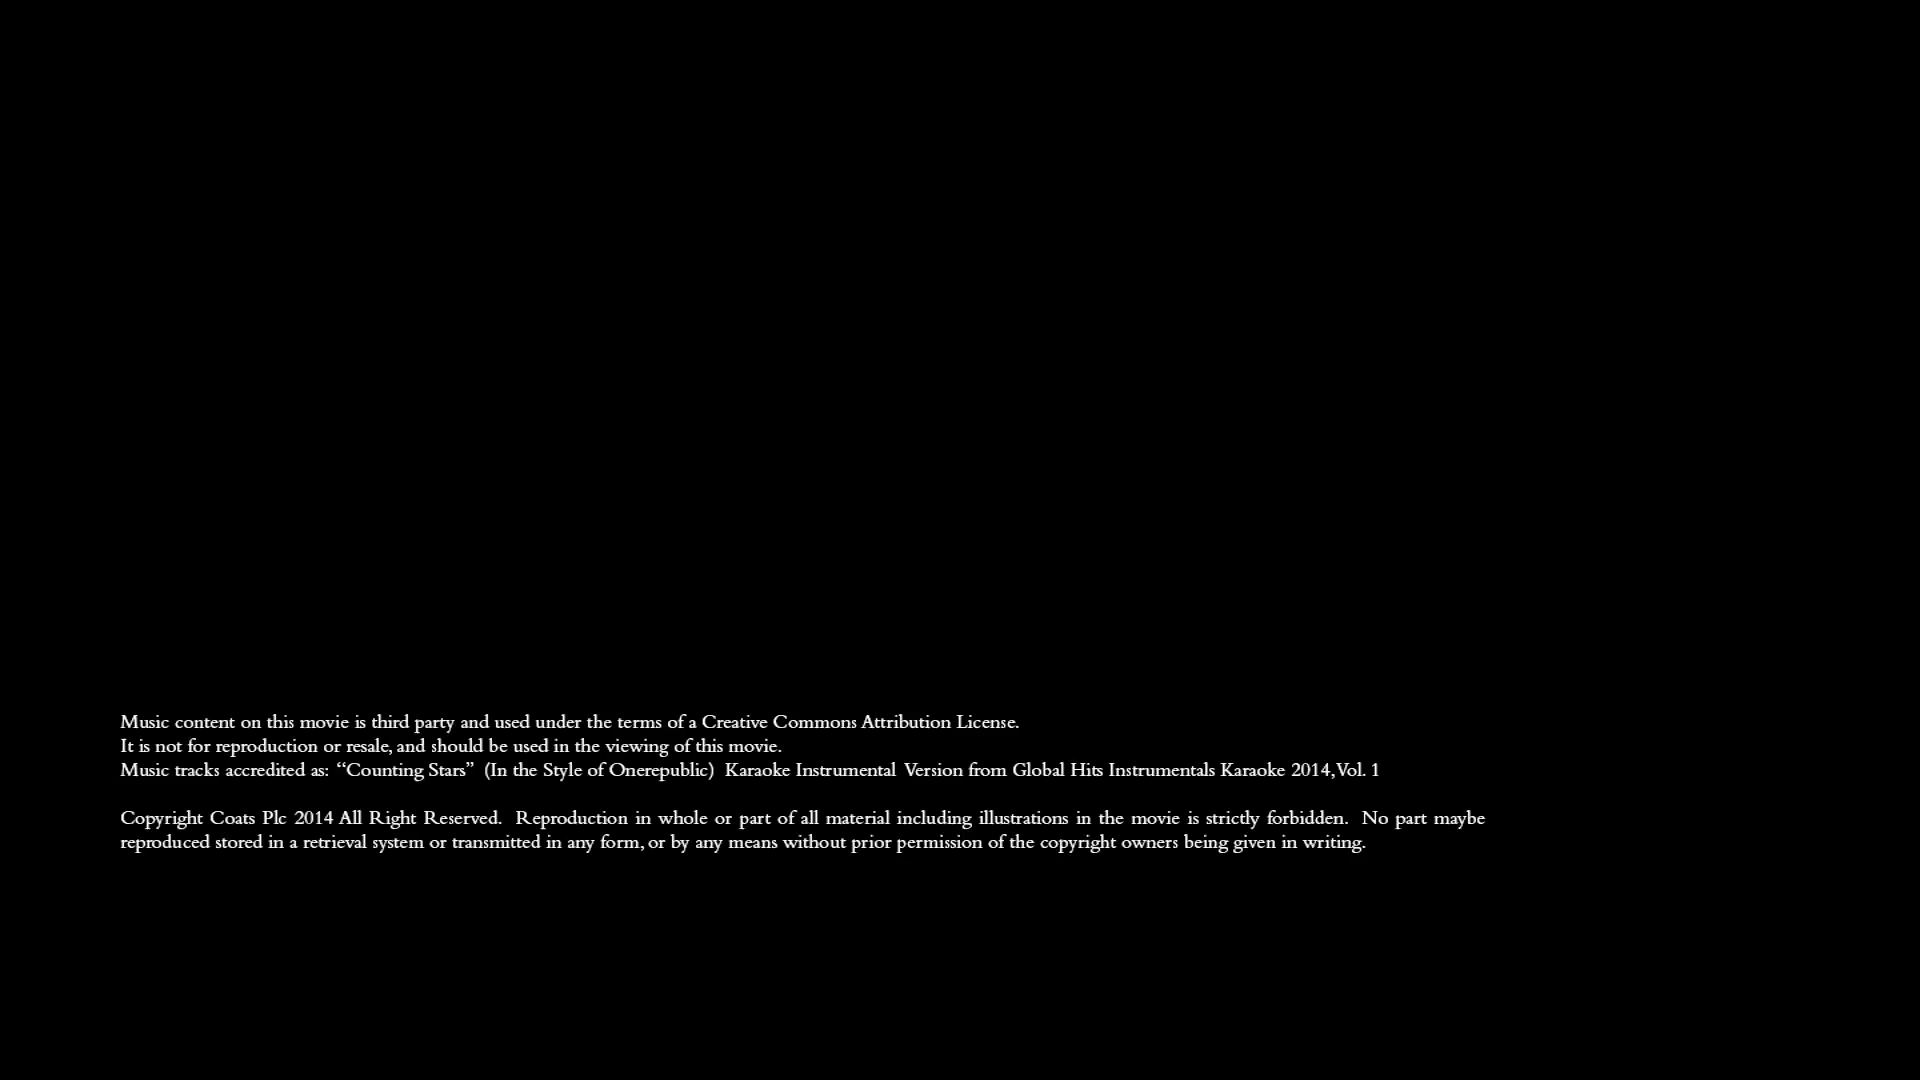 Music content on this movie is third party and used under the terms of a Creative Commons Attribution License.
It is not for reproduction or resale, and should be used in the viewing of this movie.
Music tracks accredited as: “Counting Stars” (In the Style of Onerepublic) Karaoke Instrumental Version from Global Hits Instrumentals Karaoke 2014,Vol. 1
Copyright Coats Plc 2014 All Right Reserved. Reproduction in whole or part of all material including illustrations in the movie is strictly forbidden. No part maybe
reproduced stored in a retrieval system or transmitted in any form, or by any means without prior permission of the copyright owners being given in writing.